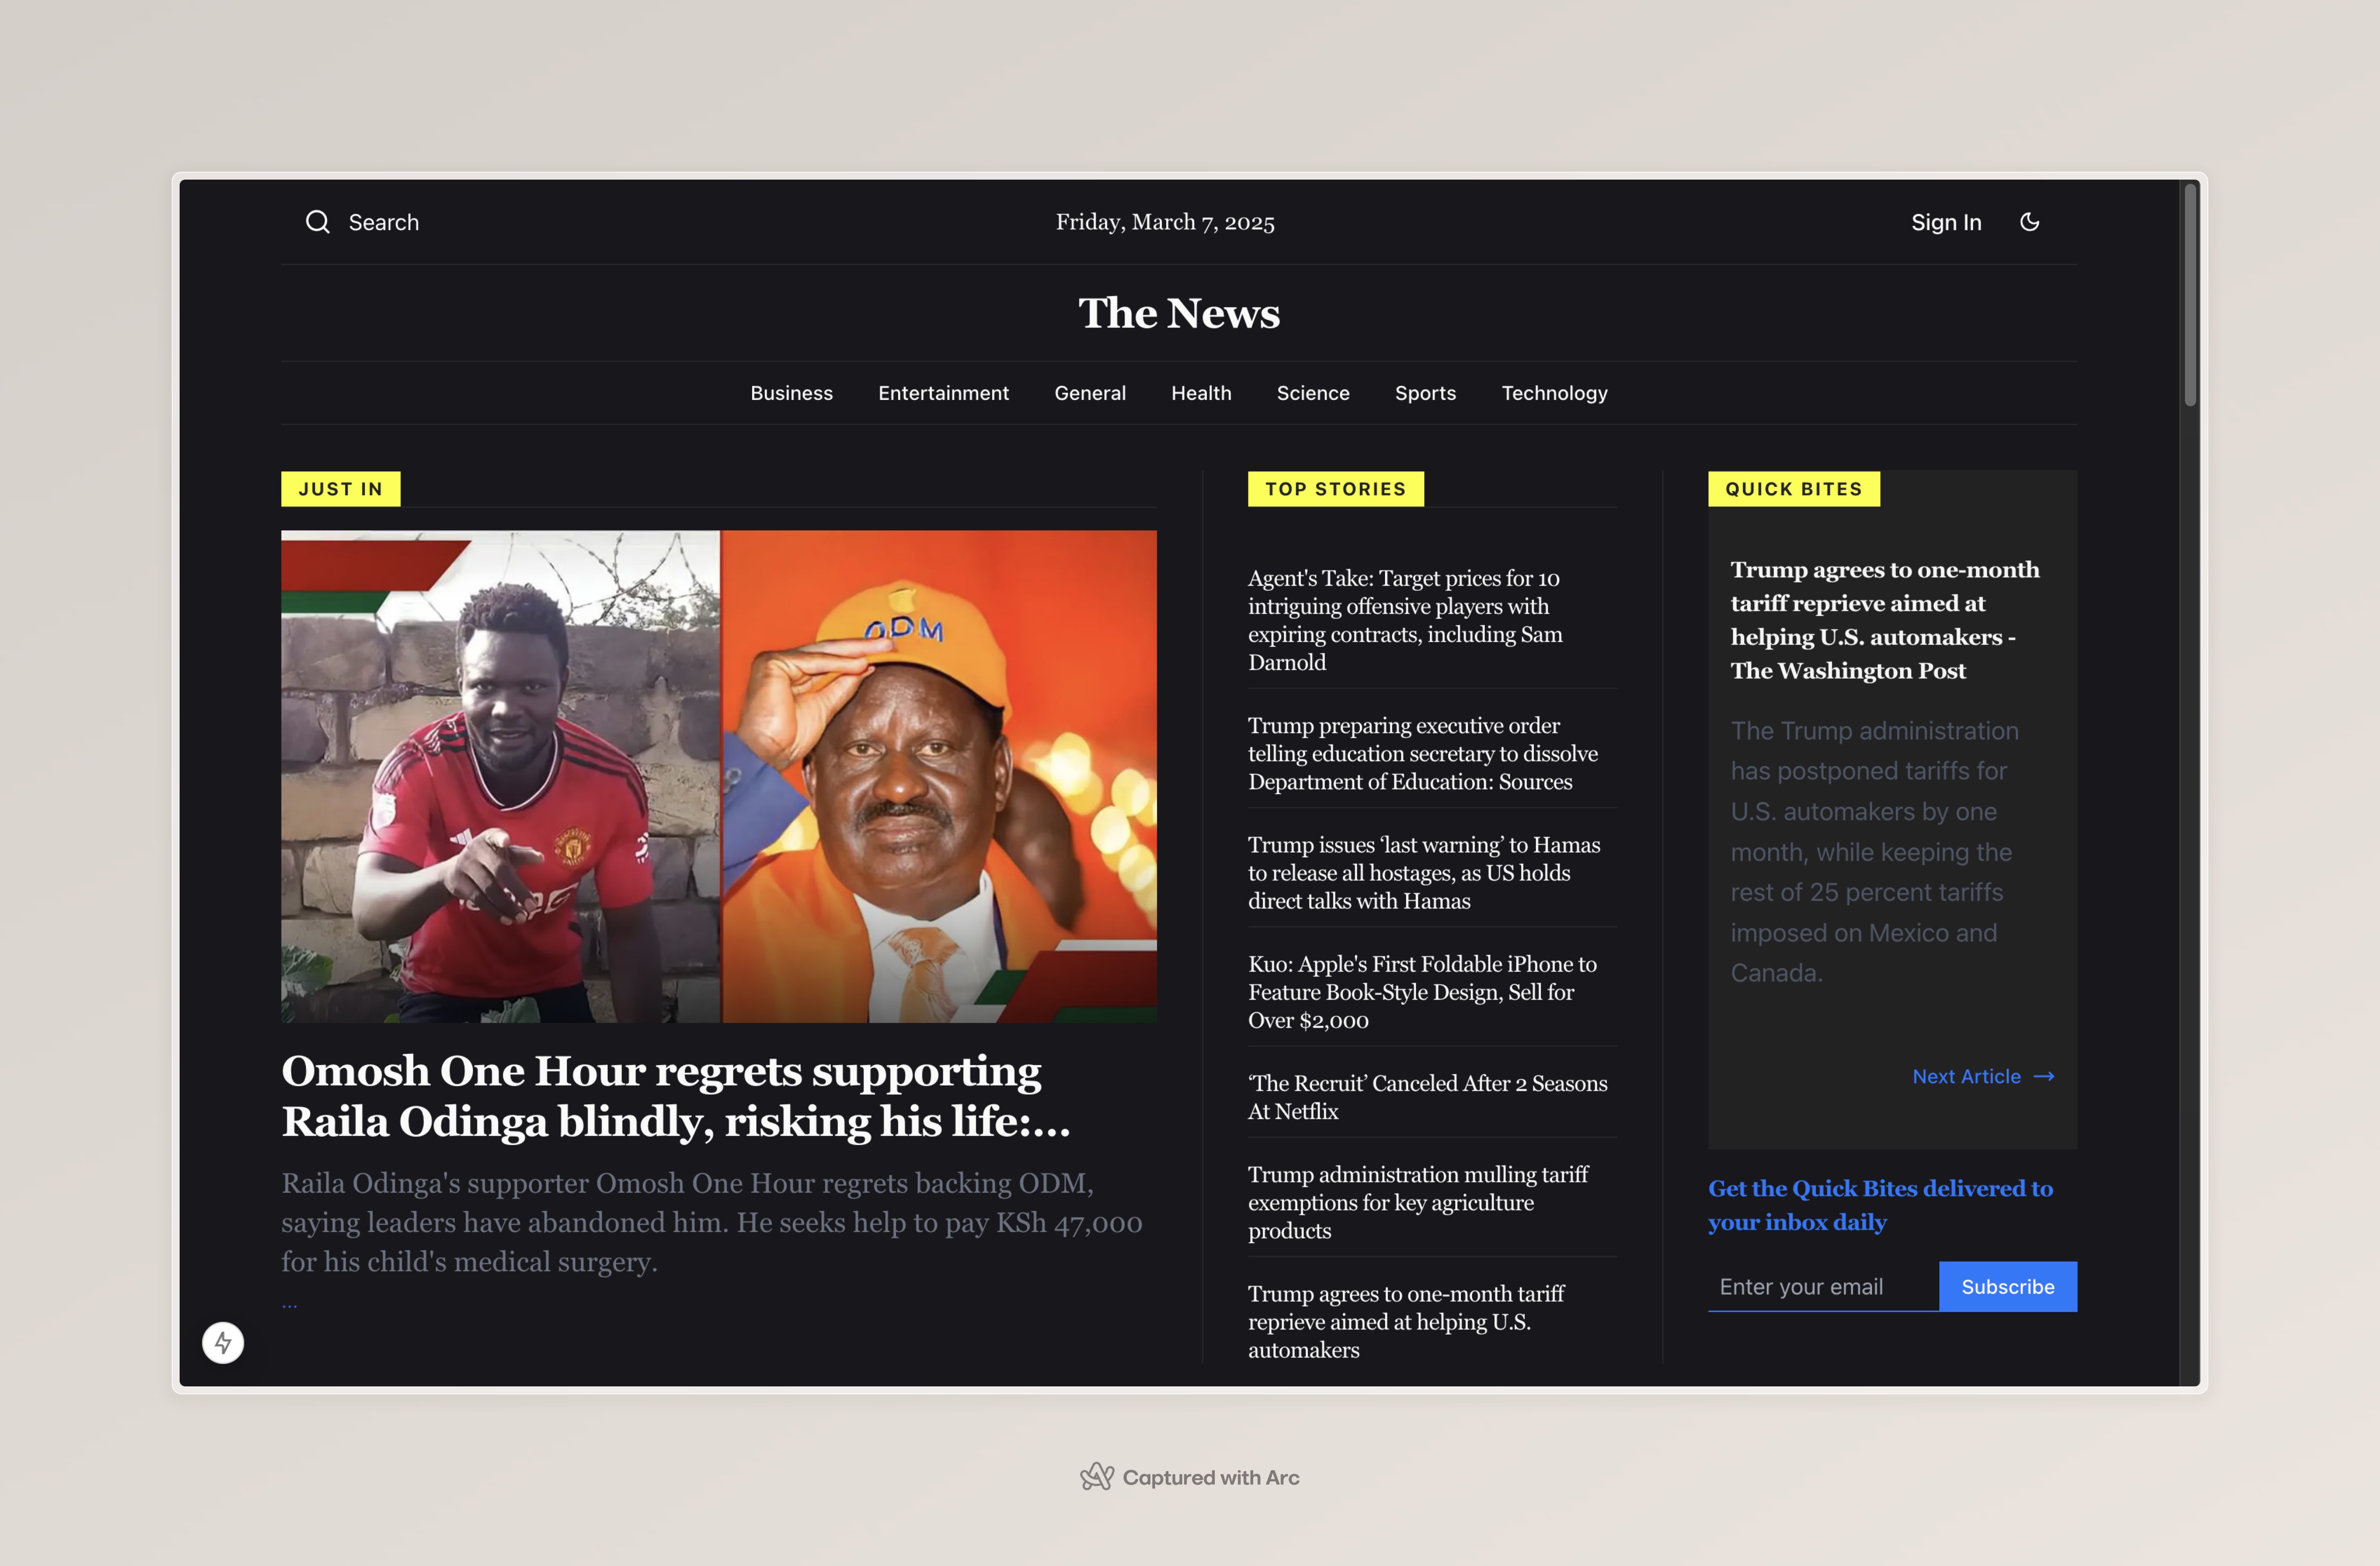 Search
Friday, March 7, 2025
Sign In
The News
Business Entertainment General Health Science Sports Technology
JUST IN
ODM
Omosh One Hour regrets supporting
Raila Odinga blindly, risking his life:...
Raila Odinga's supporter Omosh One Hour regrets backing ODM,
saying leaders have abandoned him. He seeks help to pay KSh 47,000
for his child's medical surgery.
...
TOP STORIES
Agent's Take: Target prices for 10
intriguing offensive players with
expiring contracts, including Sam
Darnold
Trump preparing executive order
telling education secretary to dissolve
Department of Education: Sources
Trump issues ‘last warning’ to Hamas
to release all hostages, as US holds
direct talks with Hamas
Kuo: Apple's First Foldable iPhone to
Feature Book-Style Design, Sell for
Over $2,000
‘The Recruit’ Canceled After 2 Seasons
At Netflix
Trump administration mulling tariff
exemptions for key agriculture
products
Trump agrees to one-month tariff
reprieve aimed at helping U.S.
automakers
QUICK BITES
Trump agrees to one-month
tariff reprieve aimed at
helping U.S. automakers -
The Washington Post
The Trump administration
has postponed tariffs for
U.S. automakers by one
month, while keeping the
rest of 25 percent tariffs
imposed on Mexico and
Canada.
Next Article →
Get the Quick Bites delivered to
your inbox daily
Enter your email
Subscribe
Captured with Arc